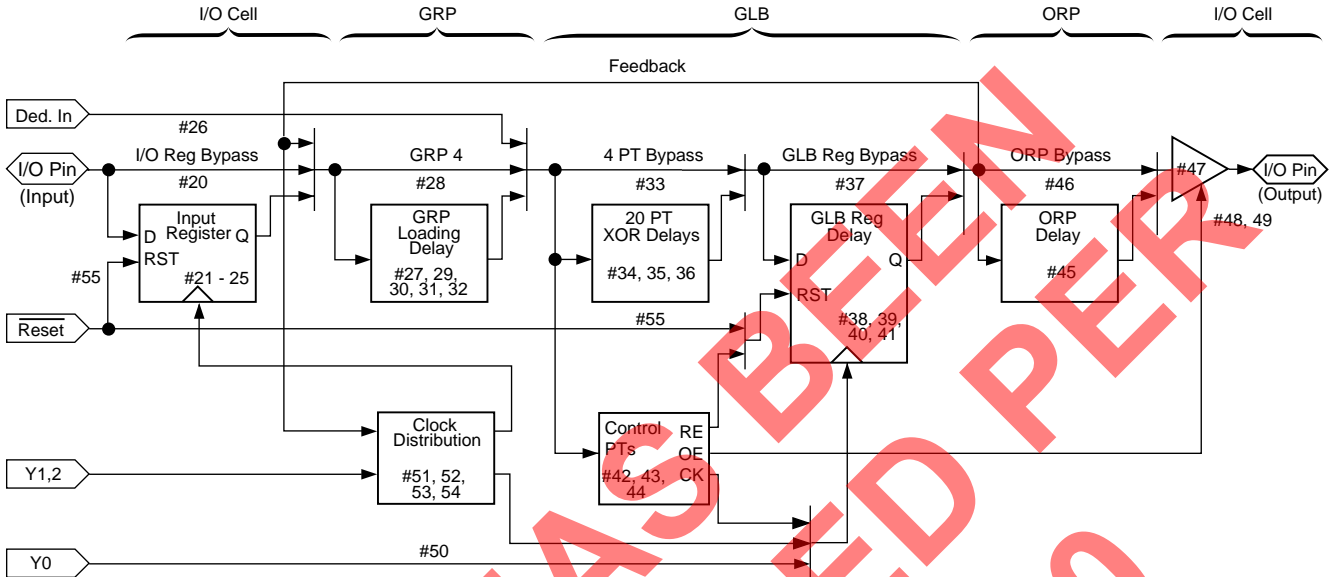 I/O Cell GRP GLB ORP I/O Cell
Feedback
Ded. In
#26
I/O Pin
(Input)
I/O Reg Bypass
#20
GRP 4
#28
4 PT Bypass
#33
GLB Reg Bypass
#37
ORP Bypass
#46
#47
I/O Pin
(Output)
#48, 49
Input
Register
D
Q
RST
#21 - 25
#55
GRP
Loading
Delay
#27, 29,
30, 31, 32
20 PT
XOR Delays
#34, 35, 36
GLB Reg
Delay
D
Q
RST
#38, 39,
40, 41
ORP
Delay
#45
Reset
#55
Clock
Distribution
#51, 52,
53, 54
Control
PTs
RE
OE
CK
#42, 43,
44
Y1,2
Y0
#50
HAS BEEN
ED PER